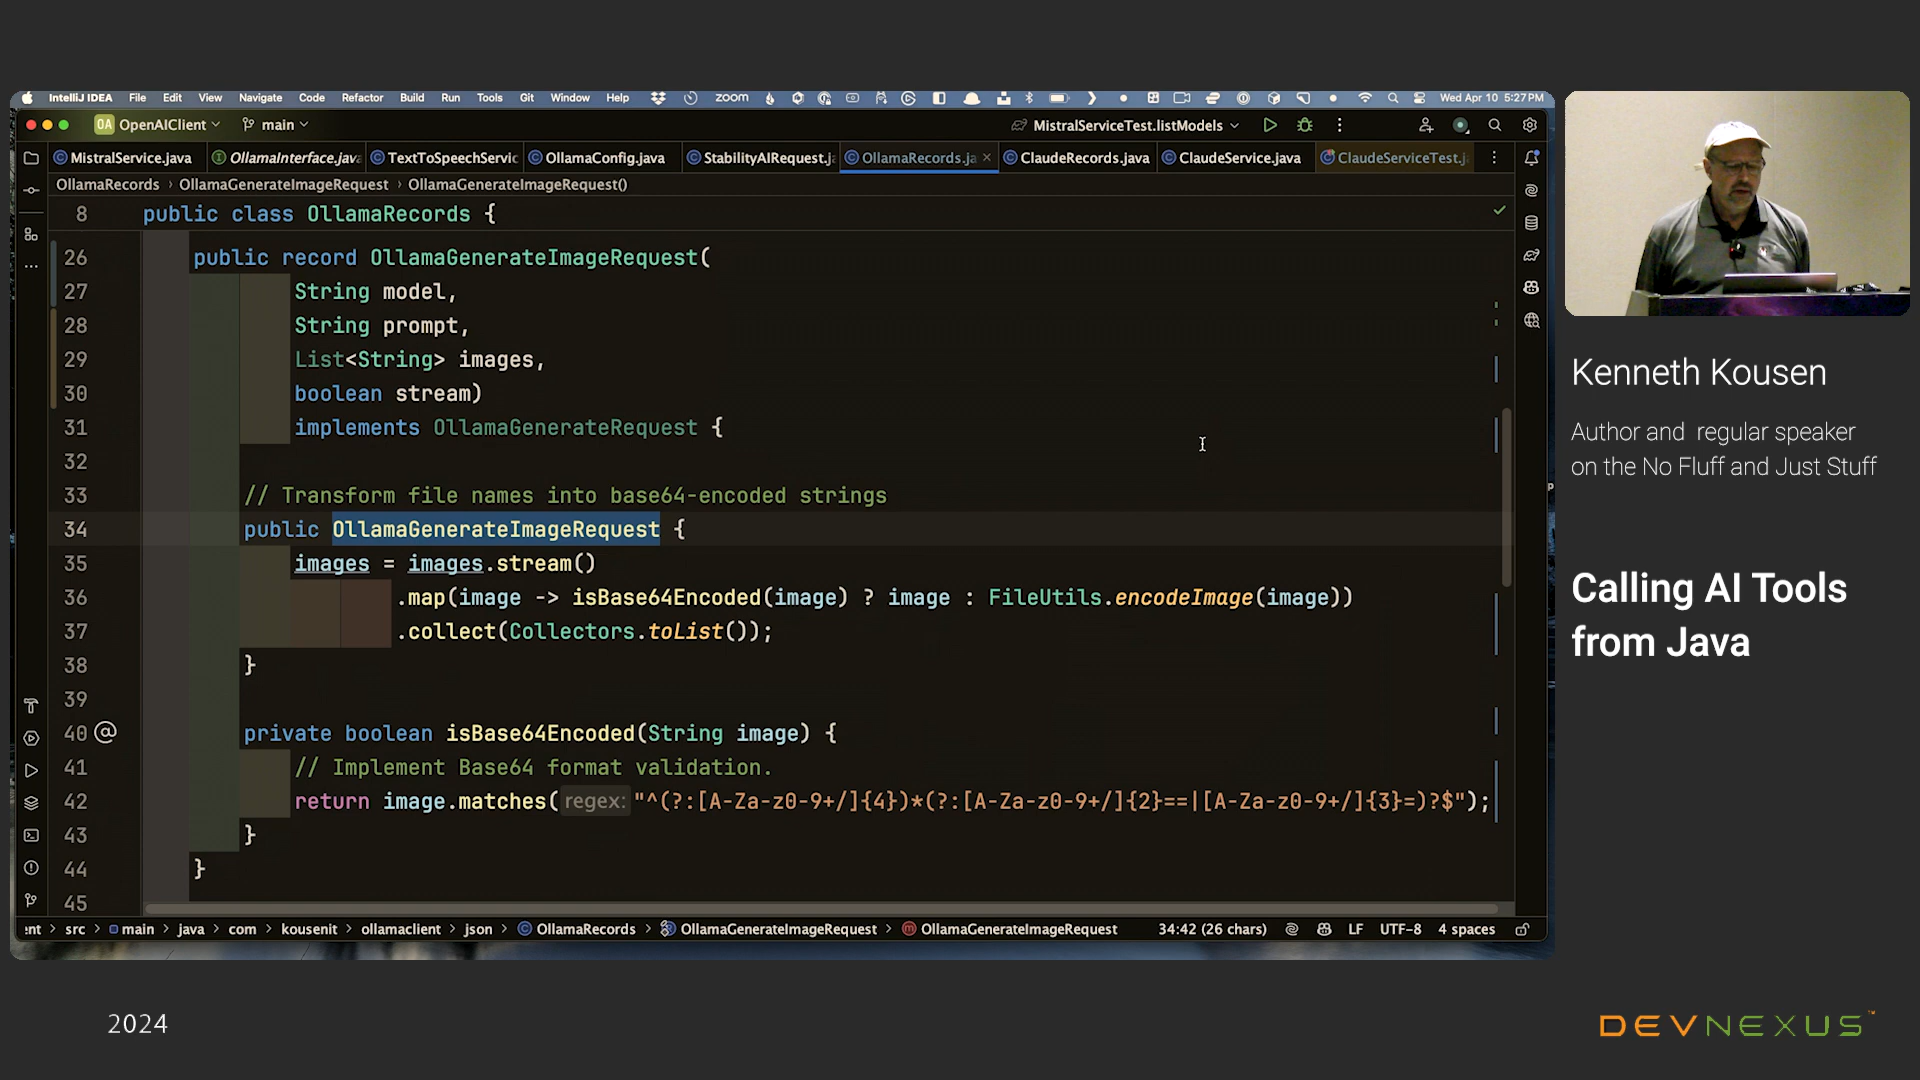 IntelliJ IDEA File Edit View Navigate Code Refactor Build Run Tools Git Window Help zoom Wed Apr 10 5:27 PM
OA OpenAIClient main MistralServiceTest.listModels
MistralService.java OllamaInterface.java TextToSpeechServic OllamaConfig.java StabilityAIRequest.j OllamaRecords.ja ClaudeRecords.java ClaudeService.java ClaudeServiceTest.j
OllamaRecords › OllamaGenerateImageRequest › OllamaGenerateImageRequest()
8 public class OllamaRecords {
26 public record OllamaGenerateImageRequest(
27 String model,
28 String prompt,
29 List<String> images,
30 boolean stream)
31 implements OllamaGenerateRequest {
32
33 // Transform file names into base64-encoded strings
34 public OllamaGenerateImageRequest {
35 images = images.stream()
36 .map(image -> isBase64Encoded(image) ? image : FileUtils.encodeImage(image))
37 .collect(Collectors.toList());
38 }
39
40 @ private boolean isBase64Encoded(String image) {
41 // Implement Base64 format validation.
42 return image.matches( regex: "^(?:[A-Za-z0-9+/]{4})*(?:[A-Za-z0-9+/]{2}==|[A-Za-z0-9+/]{3}=)?$");
43 }
44 }
45
nt › src › main › java › com › kousenit › ollamaclient › json › OllamaRecords › OllamaGenerateImageRequest › OllamaGenerateImageRequest 34:42 (26 chars) LF UTF-8 4 spaces
Kenneth Kousen
Author and regular speaker
on the No Fluff and Just Stuff
Calling AI Tools
from Java
2024
DEVNEXUS™